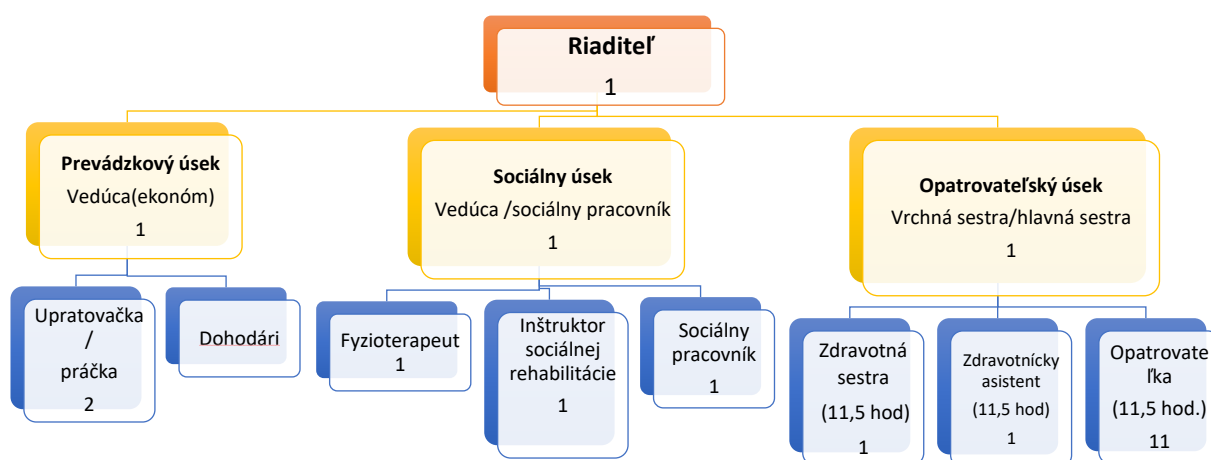 Riaditeľ
1
Prevádzkový úsek
Vedúca(ekonóm)
1
Sociálny úsek
Vedúca /sociálny pracovník
1
Opatrovateľský úsek
Vrchná sestra/hlavná sestra
1
Upratovačka
/
práčka
2
Dohodári
Fyzioterapeut
1
Inštruktor
sociálnej
rehabilitácie
1
Sociálny
pracovník
1
Zdravotná
sestra
(11,5 hod)
1
Zdravotnícky
asistent
(11,5 hod)
1
Opatrovate
ľka
(11,5 hod.)
11